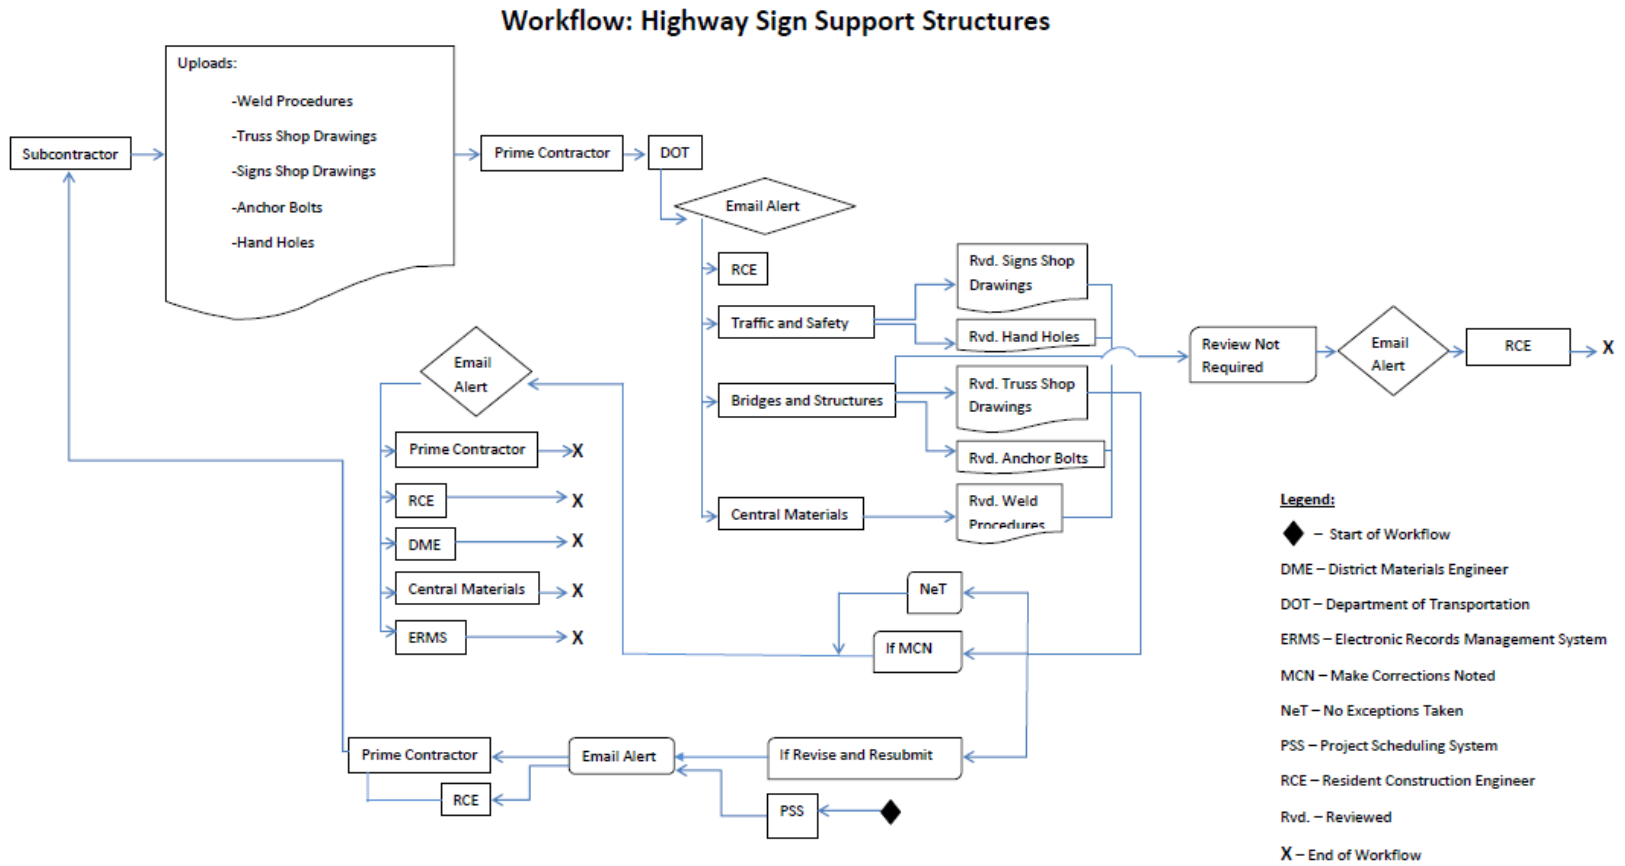 Workflow: Highway Sign Support Structures
Uploads:
-Weld Procedures
-Truss Shop Drawings
-Signs Shop Drawings
-Anchor Bolts
-Hand Holes
Subcontractor
Prime Contractor
DOT
Email Alert
RCE
Traffic and Safety
Bridges and Structures
Central Materials
Rvd. Signs Shop
Drawings
Rvd. Hand Holes
Rvd. Truss Shop
Drawings
Rvd. Anchor Bolts
Rvd. Weld
Procedures
Review Not
Required
Email
Alert
RCE
X
Email
Alert
Prime Contractor
X
RCE
X
DME
X
Central Materials
X
ERMS
X
NeT
If MCN
If Revise and Resubmit
Email Alert
Prime Contractor
RCE
PSS
Legend:
– Start of Workflow
DME – District Materials Engineer
DOT – Department of Transportation
ERMS – Electronic Records Management System
MCN – Make Corrections Noted
NeT – No Exceptions Taken
PSS – Project Scheduling System
RCE – Resident Construction Engineer
Rvd. – Reviewed
X – End of Workflow